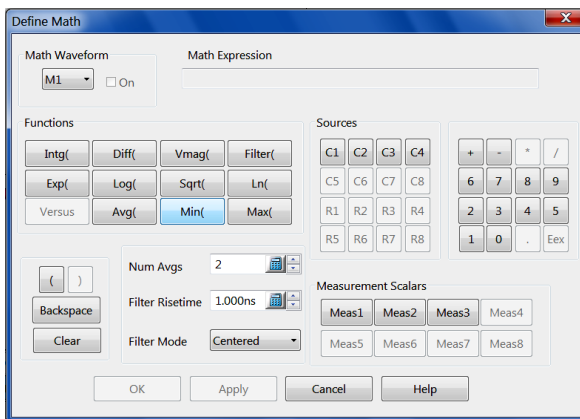 Define Math
X
Math Waveform
Math Expression
M1
On
Functions
Intg( Diff( Vmag( Filter(
Exp( Log( Sqrt( Ln(
Versus Avg( Min( Max(
Sources
C1 C2 C3 C4
C5 C6 C7 C8
R1 R2 R3 R4
R5 R6 R7 R8
+ - * /
6 7 8 9
2 3 4 5
1 0 . Eex
( )
Backspace
Clear
Num Avgs 2
Filter Risetime 1.000ns
Filter Mode Centered
Measurement Scalars
Meas1 Meas2 Meas3 Meas4
Meas5 Meas6 Meas7 Meas8
OK Apply Cancel Help